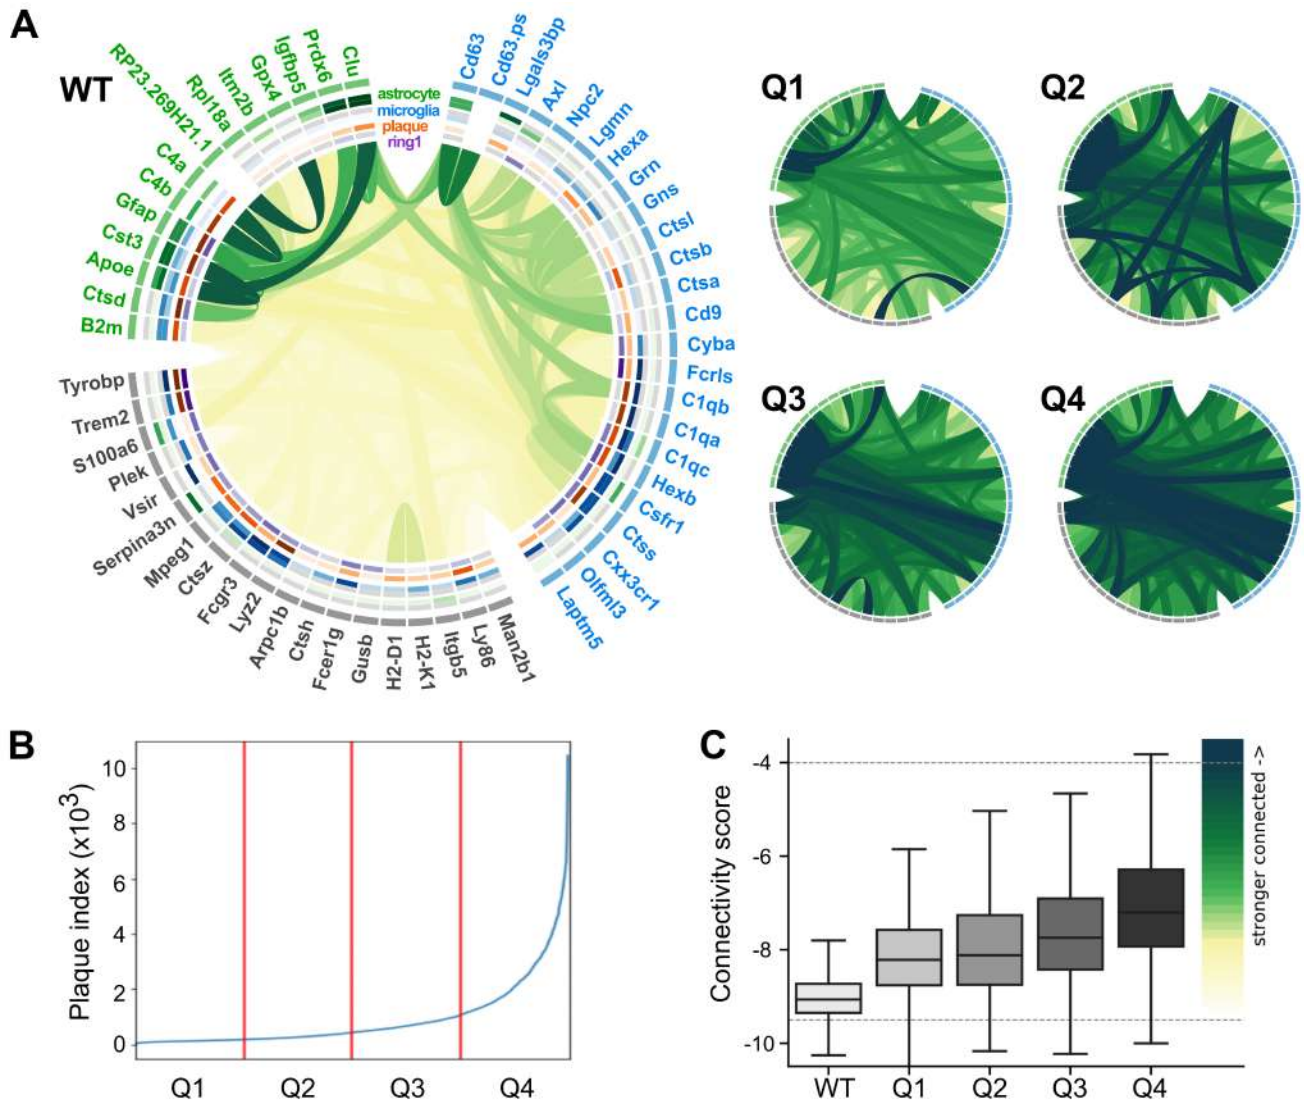 A
WT
Clu
Prdx6
Igfbp5
Gpx4
Itm2b
Rpl18a
RP23.269H21.1
C4a
C4b
Gfap
Cst3
Apoe
Ctsd
B2m
astrocyte
microglia
plaque
ring1
Cd63
Cd63.ps
Lgals3bp
Axl
Npc2
Lgmn
Hexa
Grn
Gns
Ctsl
Ctsb
Ctsa
Cd9
Cyba
Fcrls
C1qb
C1qa
C1qc
Hexb
Csfr1
Ctss
Cxx3cr1
Olfml3
Laptm5
Tyrobp
Trem2
S100a6
Plek
Vsir
Serpina3n
Mpeg1
Ctsz
Fcgr3
Lyz2
Arpc1b
Ctsh
Fcer1g
Gusb
H2-D1
H2-K1
Itgb5
Ly86
Man2b1
Q1
Q2
Q3
Q4
B
Plaque index (x10³)
10
8
6
4
2
0
Q1 Q2 Q3 Q4
C
Connectivity score
-4
-6
-8
-10
WT Q1 Q2 Q3 Q4
stronger connected ->